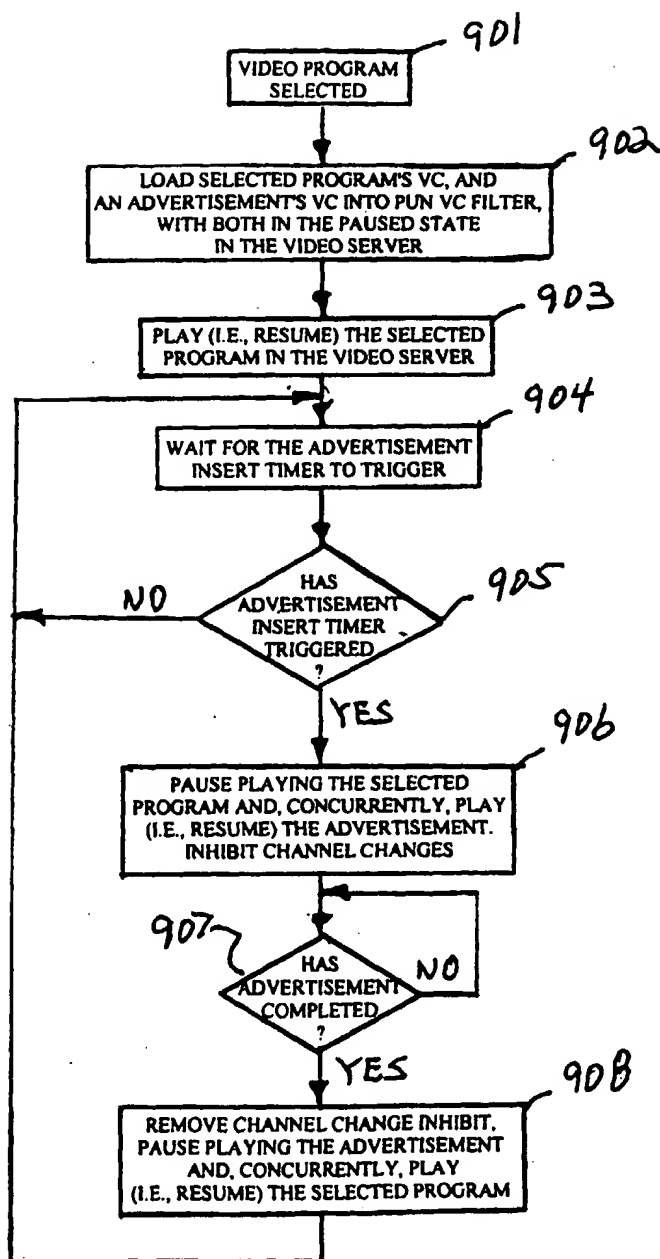 901
VIDEO PROGRAM
SELECTED
902
LOAD SELECTED PROGRAM'S VC, AND
AN ADVERTISEMENT'S VC INTO PUN VC FILTER,
WITH BOTH IN THE PAUSED STATE
IN THE VIDEO SERVER
903
PLAY (I.E., RESUME) THE SELECTED
PROGRAM IN THE VIDEO SERVER
904
WAIT FOR THE ADVERTISEMENT
INSERT TIMER TO TRIGGER
905
HAS
ADVERTISEMENT
INSERT TIMER
TRIGGERED
?
NO
YES
906
PAUSE PLAYING THE SELECTED
PROGRAM AND, CONCURRENTLY, PLAY
(I.E., RESUME) THE ADVERTISEMENT.
INHIBIT CHANNEL CHANGES
907
HAS
ADVERTISEMENT
COMPLETED
?
NO
YES
908
REMOVE CHANNEL CHANGE INHIBIT,
PAUSE PLAYING THE ADVERTISEMENT
AND, CONCURRENTLY, PLAY
(I.E., RESUME) THE SELECTED PROGRAM